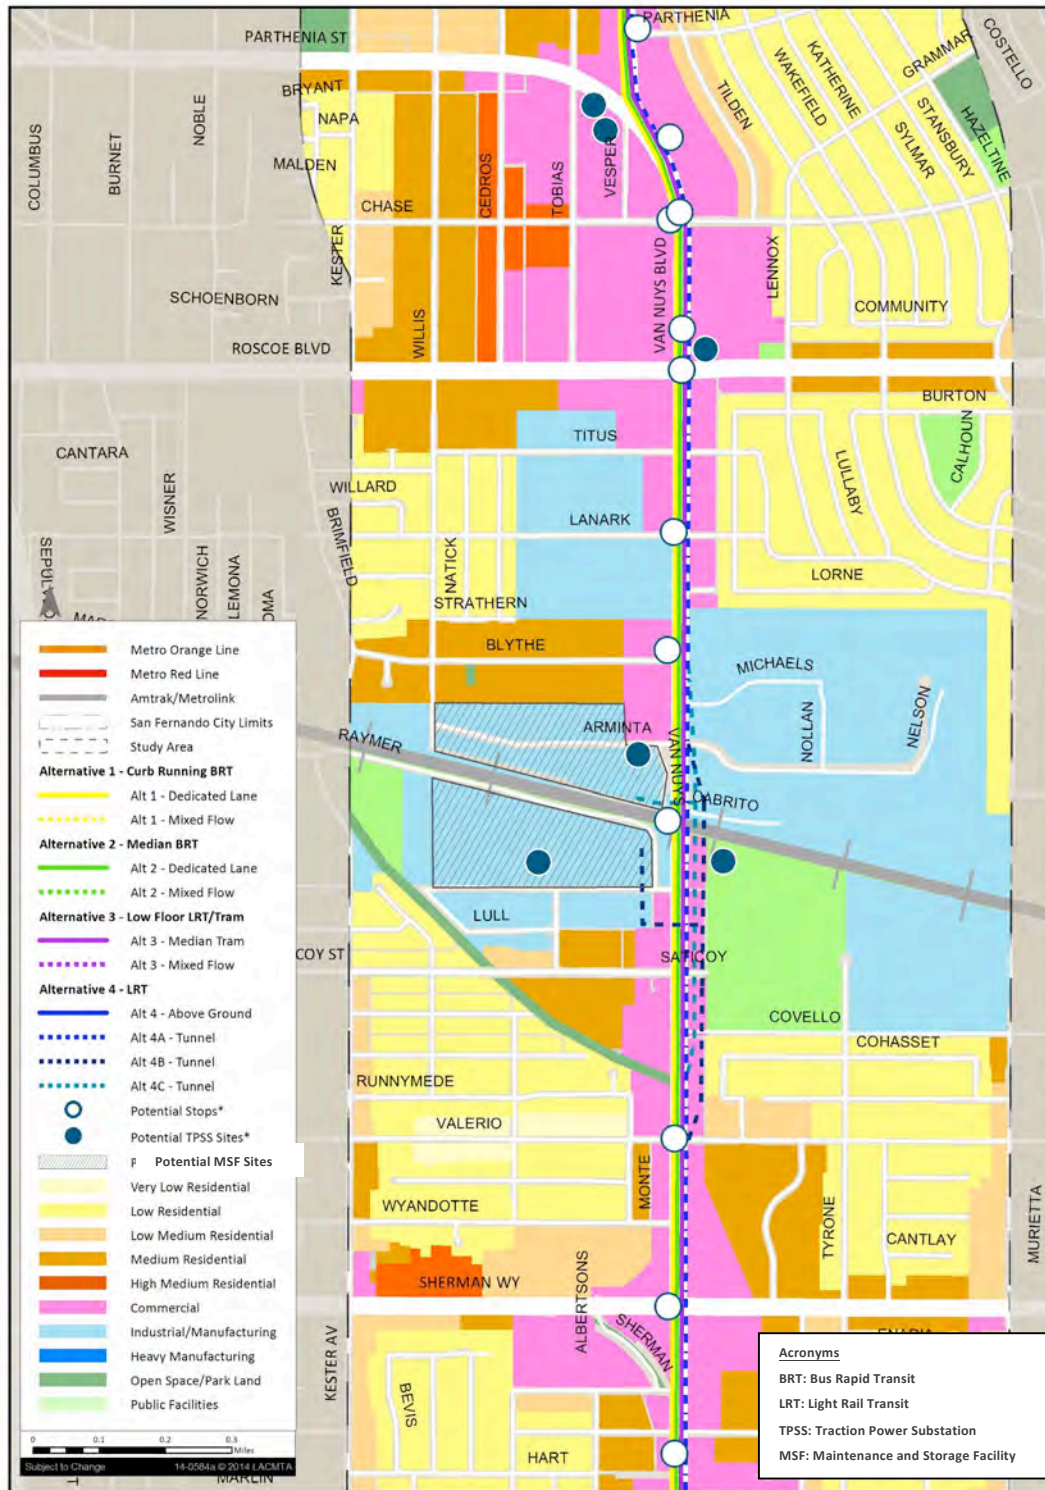 PARTHENIA
PARTHENIA ST
COSTELLO
GRAMMAR
KATHERINE
WAKEFIELD
TILDEN
STANSBURY
SYLMAR
HAZELTINE
BRYANT
NAPA
NOBLE
MALDEN
COLUMBUS
BURNET
CEDROS
TOBIAS
VESPER
CHASE
KESTER
VAN NUYS BLVD
LENNOX
SCHOENBORN
COMMUNITY
WILLIS
ROSCOE BLVD
BURTON
CALHOUN
TITUS
LULLABY
CANTARA
WILLARD
WISNER
LANARK
BRIMFIELD
NATICK
LORNE
NORWICH
LEMONA
OMA
STRATHERN
BLYTHE
MICHAELS
NOLLAN
NELSON
ARMINTA
RAYMER
VAN NUYS
CABRITO
LULL
COY ST
SATICOY
COVELLO
COHASSET
RUNNYMEDE
VALERIO
MONTE
WYANDOTTE
TYRONE
CANTLAY
MURIETTA
SHERMAN WY
ALBERTSONS
SHERMAN
KESTER AV
BEVIS
HART
MARLIN
Metro Orange Line
Metro Red Line
Amtrak/Metrolink
San Fernando City Limits
Study Area
Alternative 1 - Curb Running BRT
Alt 1 - Dedicated Lane
Alt 1 - Mixed Flow
Alternative 2 - Median BRT
Alt 2 - Dedicated Lane
Alt 2 - Mixed Flow
Alternative 3 - Low Floor LRT/Tram
Alt 3 - Median Tram
Alt 3 - Mixed Flow
Alternative 4 - LRT
Alt 4 - Above Ground
Alt 4A - Tunnel
Alt 4B - Tunnel
Alt 4C - Tunnel
Potential Stops*
Potential TPSS Sites*
Potential MSF Sites
Very Low Residential
Low Residential
Low Medium Residential
Medium Residential
High Medium Residential
Commercial
Industrial/Manufacturing
Heavy Manufacturing
Open Space/Park Land
Public Facilities
0 0.1 0.2 0.3
Miles
Subject to Change 14-0584a © 2014 LACMTA
Acronyms
BRT: Bus Rapid Transit
LRT: Light Rail Transit
TPSS: Traction Power Substation
MSF: Maintenance and Storage Facility